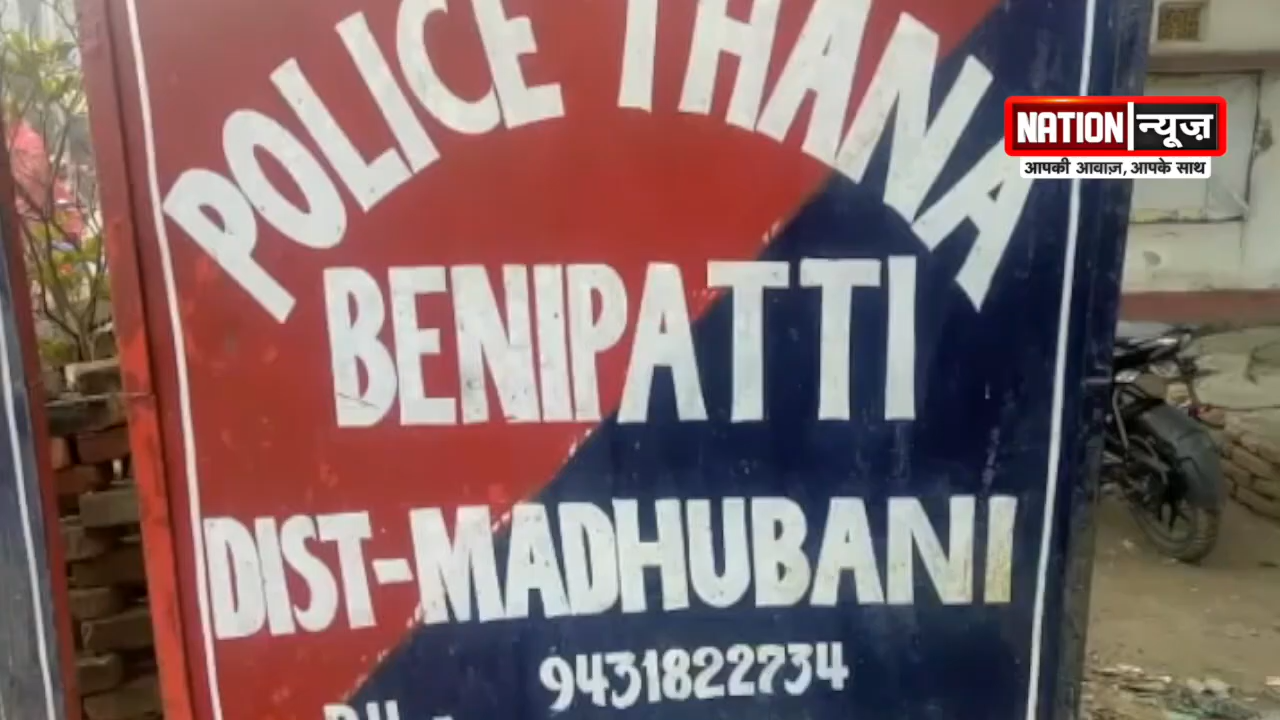 POLICE THANA
NATION न्यूज़
आपकी आवाज़, आपके साथ
BENIPATTI
DIST-MADHUBANI
9431822734